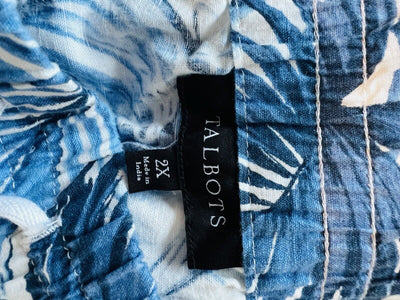 TALBOTS
2X
Made in
India